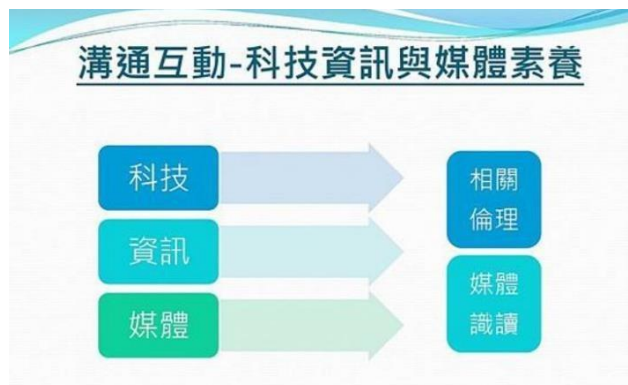 溝通互動-科技資訊與媒體素養
科技
資訊
媒體
相關
倫理
媒體
識讀